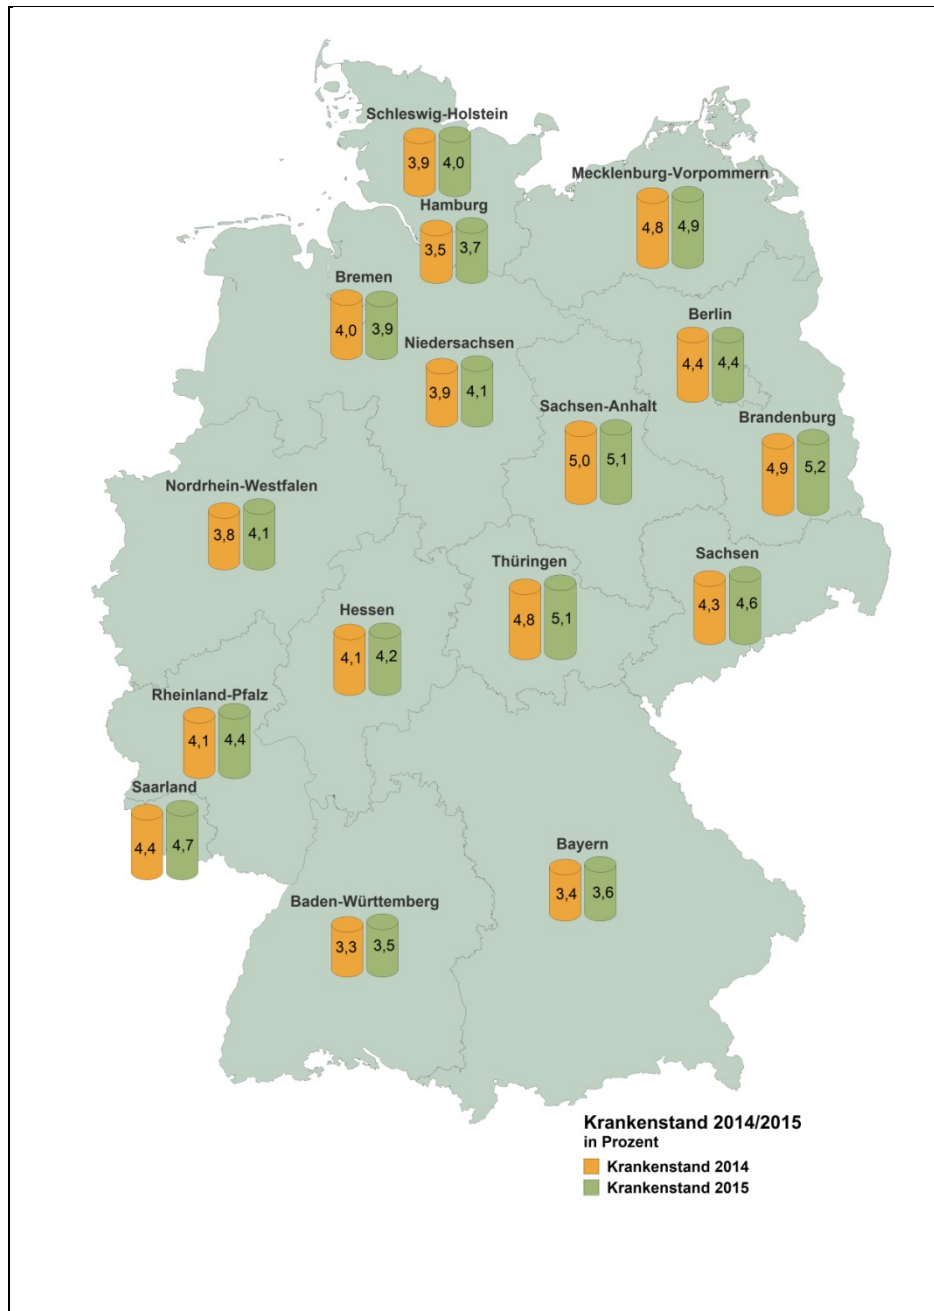 Schleswig-Holstein
3,9 4,0
Mecklenburg-Vorpommern
4,8 4,9
Hamburg
3,5 3,7
Bremen
4,0 3,9
Berlin
4,4 4,4
Niedersachsen
3,9 4,1
Sachsen-Anhalt
5,0 5,1
Brandenburg
4,9 5,2
Nordrhein-Westfalen
3,8 4,1
Thüringen
4,8 5,1
Sachsen
4,3 4,6
Hessen
4,1 4,2
Rheinland-Pfalz
4,1 4,4
Saarland
4,4 4,7
Bayern
3,4 3,6
Baden-Württemberg
3,3 3,5
Krankenstand 2014/2015
in Prozent
Krankenstand 2014
Krankenstand 2015